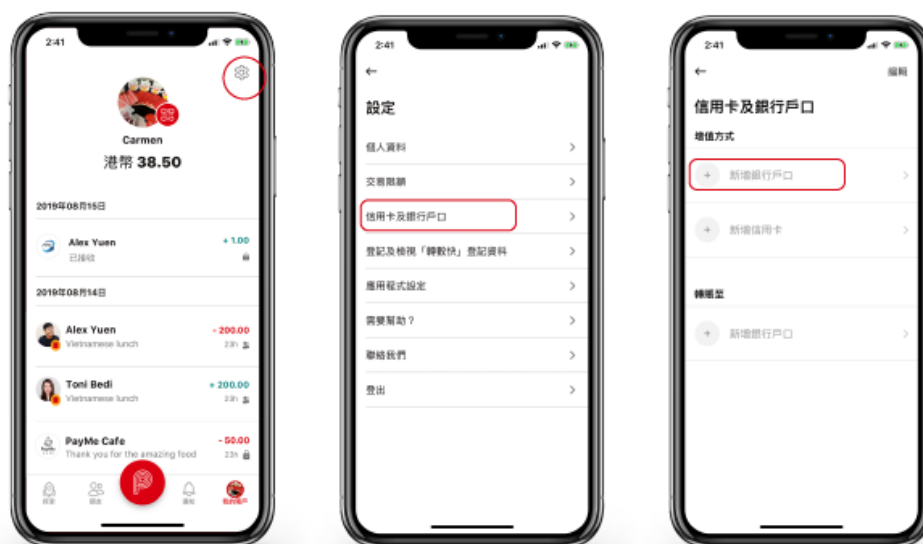 2:41
Carmen
港幣 38.50
2019年08月15日
Alex Yuen
+ 1.00
已接收
2019年08月14日
Alex Yuen
- 200.00
Vietnamese lunch
23h
Toni Bedi
+ 200.00
Vietnamese lunch
23h
PayMe Cafe
- 50.00
Thank you for the amazing food
23h
通知
我的賬戶
2:41
設定
個人資料
交易限額
信用卡及銀行戶口
登記及檢視「轉數快」登記資料
應用程式設定
需要幫助？
聯絡我們
登出
2:41
編輯
信用卡及銀行戶口
增值方式
新增銀行戶口
新增信用卡
轉賬至
新增銀行戶口